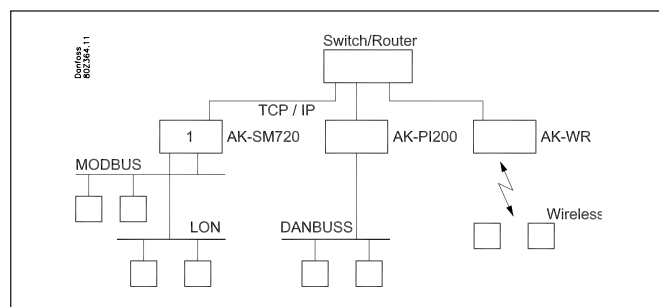 Danfoss
80Z364.11
Switch/Router
TCP / IP
1
AK-SM720
AK-PI200
AK-WR
MODBUS
Wireless
LON
DANBUSS